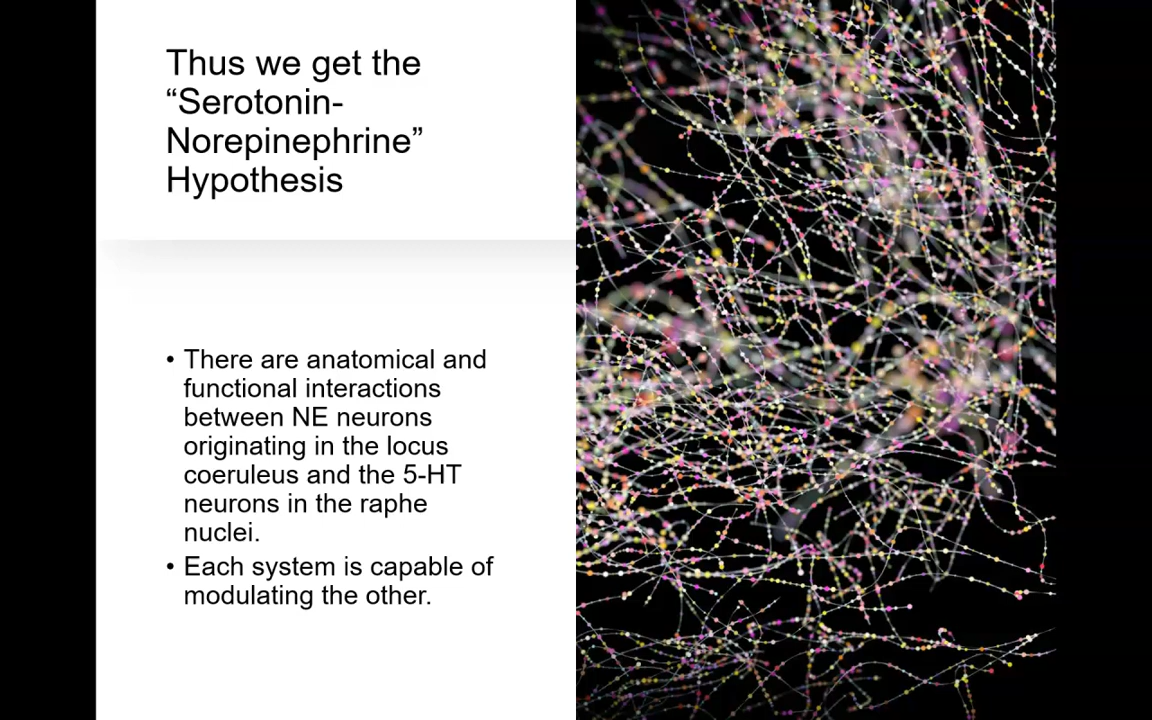 Thus we get the
“Serotonin-
Norepinephrine”
Hypothesis
• There are anatomical and
functional interactions
between NE neurons
originating in the locus
coeruleus and the 5-HT
neurons in the raphe
nuclei.
• Each system is capable of
modulating the other.